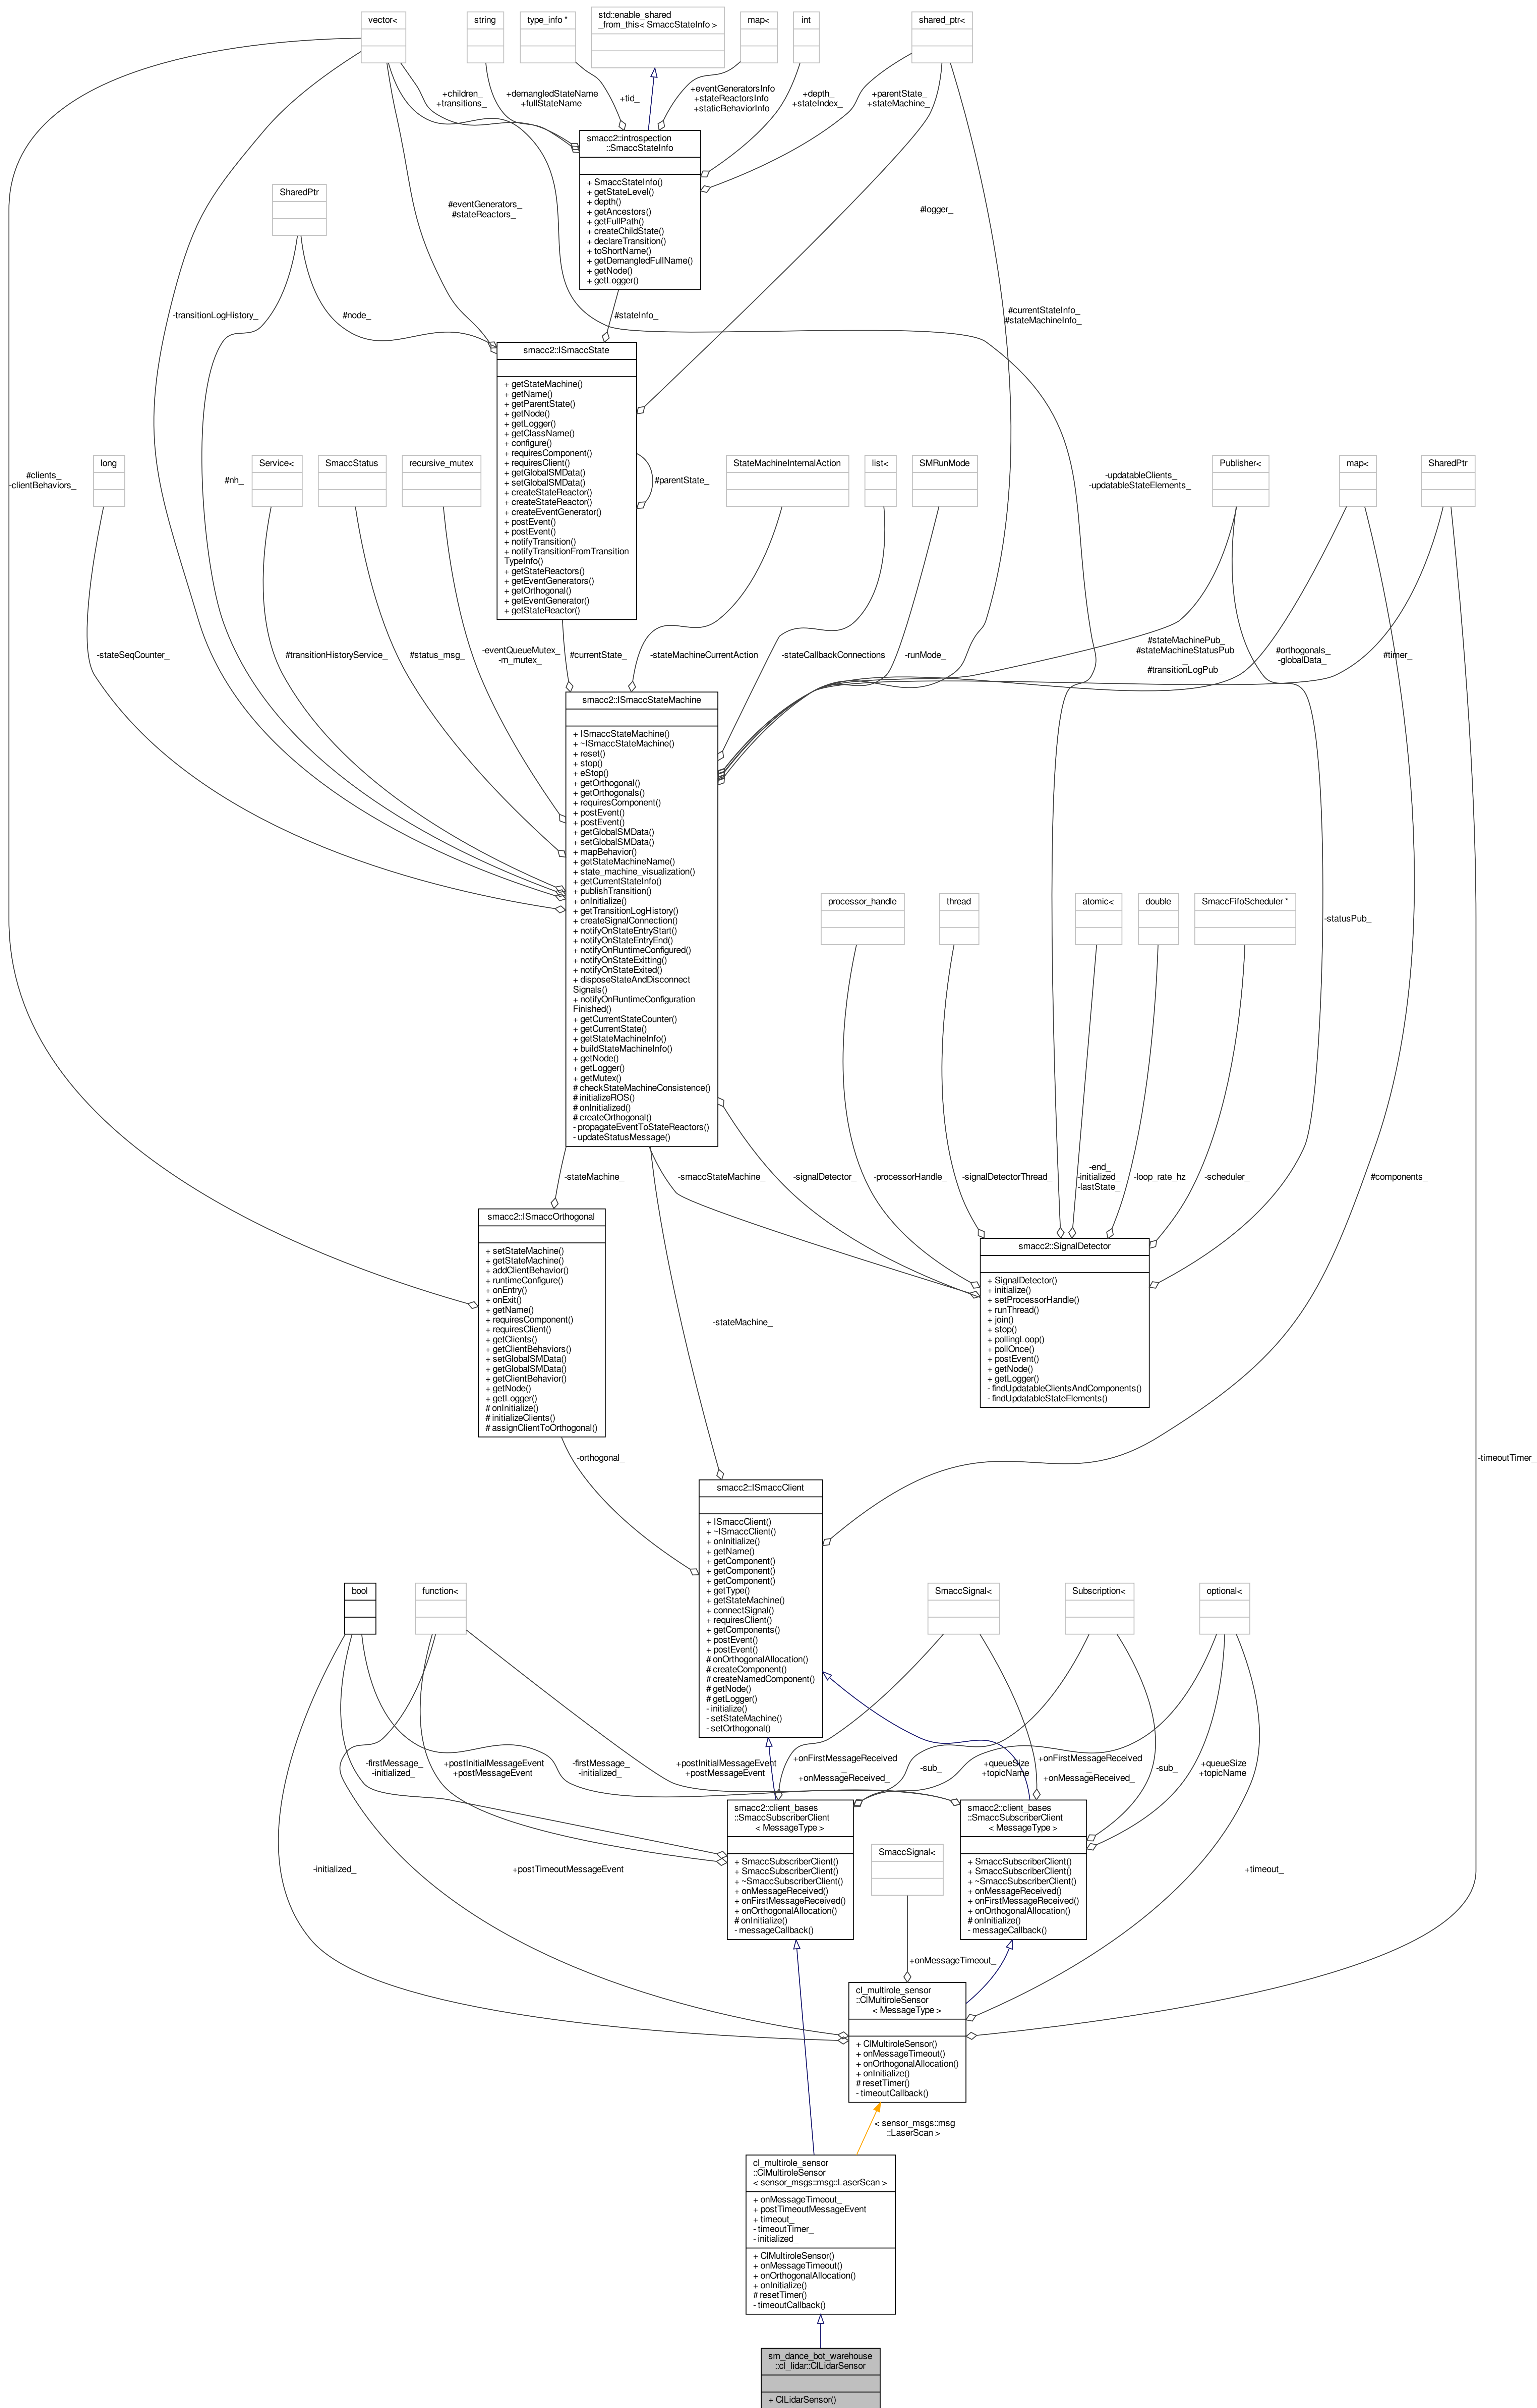 vector<
string
type_info *
std::enable_shared
_from_this< SmaccStateInfo >
map<
int
shared_ptr<
+children_
+transitions_
+demangledStateName
+fullStateName
+tid_
+eventGeneratorsInfo
+stateReactorsInfo
+staticBehaviorInfo
+depth_
+stateIndex_
+parentState_
+stateMachine_
smacc2::introspection
::SmaccStateInfo
+ SmaccStateInfo()
+ getStateLevel()
+ depth()
+ getAncestors()
+ getFullPath()
+ createChildState()
+ declareTransition()
+ toShortName()
+ getDemangledFullName()
+ getNode()
+ getLogger()
SharedPtr
#eventGenerators_
#stateReactors_
#logger_
-transitionLogHistory_
#node_
#stateInfo_
#currentStateInfo_
#stateMachineInfo_
smacc2::ISmaccState
+ getStateMachine()
+ getName()
+ getParentState()
+ getNode()
+ getLogger()
+ getClassName()
+ configure()
+ requiresComponent()
+ requiresClient()
+ getGlobalSMData()
+ setGlobalSMData()
+ createStateReactor()
+ createStateReactor()
+ createEventGenerator()
+ postEvent()
+ postEvent()
+ notifyTransition()
+ notifyTransitionFromTransition
TypeInfo()
+ getStateReactors()
+ getEventGenerators()
+ getOrthogonal()
+ getEventGenerator()
+ getStateReactor()
#parentState_
#clients_
-clientBehaviors_
long
#nh_
Service<
SmaccStatus
recursive_mutex
StateMachineInternalAction
list<
SMRunMode
-updatableClients_
-updatableStateElements_
Publisher<
map<
SharedPtr
-stateSeqCounter_
#transitionHistoryService_
#status_msg_
-eventQueueMutex_
-m_mutex_
#currentState_
-stateMachineCurrentAction
-stateCallbackConnections
-runMode_
#stateMachinePub_
#stateMachineStatusPub
_
#transitionLogPub_
#orthogonals_
-globalData_
#timer_
smacc2::ISmaccStateMachine
+ ISmaccStateMachine()
+ ~ISmaccStateMachine()
+ reset()
+ stop()
+ eStop()
+ getOrthogonal()
+ getOrthogonals()
+ requiresComponent()
+ postEvent()
+ postEvent()
+ getGlobalSMData()
+ setGlobalSMData()
+ mapBehavior()
+ getStateMachineName()
+ state_machine_visualization()
+ getCurrentStateInfo()
+ publishTransition()
+ onInitialize()
+ getTransitionLogHistory()
+ createSignalConnection()
+ notifyOnStateEntryStart()
+ notifyOnStateEntryEnd()
+ notifyOnRuntimeConfigured()
+ notifyOnStateExitting()
+ notifyOnStateExited()
+ disposeStateAndDisconnect
Signals()
+ notifyOnRuntimeConfiguration
Finished()
+ getCurrentStateCounter()
+ getCurrentState()
+ getStateMachineInfo()
+ buildStateMachineInfo()
+ getNode()
+ getLogger()
+ getMutex()
# checkStateMachineConsistence()
# initializeROS()
# onInitialized()
# createOrthogonal()
- propagateEventToStateReactors()
- updateStatusMessage()
processor_handle
thread
atomic<
double
SmaccFifoScheduler *
-statusPub_
-stateMachine_
-smaccStateMachine_
-signalDetector_
-processorHandle_
-signalDetectorThread_
-end_
-initialized_
-lastState_
-loop_rate_hz
-scheduler_
#components_
smacc2::ISmaccOrthogonal
+ setStateMachine()
+ getStateMachine()
+ addClientBehavior()
+ runtimeConfigure()
+ onEntry()
+ onExit()
+ getName()
+ requiresComponent()
+ requiresClient()
+ getClients()
+ getClientBehaviors()
+ setGlobalSMData()
+ getGlobalSMData()
+ getClientBehavior()
+ getNode()
+ getLogger()
# onInitialize()
# initializeClients()
# assignClientToOrthogonal()
smacc2::SignalDetector
+ SignalDetector()
+ initialize()
+ setProcessorHandle()
+ runThread()
+ join()
+ stop()
+ pollingLoop()
+ pollOnce()
+ postEvent()
+ getNode()
+ getLogger()
- findUpdatableClientsAndComponents()
- findUpdatableStateElements()
-stateMachine_
-orthogonal_
-timeoutTimer_
smacc2::ISmaccClient
+ ISmaccClient()
+ ~ISmaccClient()
+ onInitialize()
+ getName()
+ getComponent()
+ getComponent()
+ getComponent()
+ getType()
+ getStateMachine()
+ connectSignal()
+ requiresClient()
+ getComponents()
+ postEvent()
+ postEvent()
# onOrthogonalAllocation()
# createComponent()
# createNamedComponent()
# getNode()
# getLogger()
- initialize()
- setStateMachine()
- setOrthogonal()
bool
function<
SmaccSignal<
Subscription<
optional<
-firstMessage_
-initialized_
+postInitialMessageEvent
+postMessageEvent
-firstMessage_
-initialized_
+postInitialMessageEvent
+postMessageEvent
+onFirstMessageReceived
_
+onMessageReceived_
-sub_
+queueSize
+topicName
+onFirstMessageReceived
_
+onMessageReceived_
-sub_
+queueSize
+topicName
smacc2::client_bases
::SmaccSubscriberClient
< MessageType >
+ SmaccSubscriberClient()
+ SmaccSubscriberClient()
+ ~SmaccSubscriberClient()
+ onMessageReceived()
+ onFirstMessageReceived()
+ onOrthogonalAllocation()
# onInitialize()
- messageCallback()
SmaccSignal<
smacc2::client_bases
::SmaccSubscriberClient
< MessageType >
+ SmaccSubscriberClient()
+ SmaccSubscriberClient()
+ ~SmaccSubscriberClient()
+ onMessageReceived()
+ onFirstMessageReceived()
+ onOrthogonalAllocation()
# onInitialize()
- messageCallback()
-initialized_
+postTimeoutMessageEvent
+timeout_
+onMessageTimeout_
cl_multirole_sensor
::ClMultiroleSensor
< MessageType >
+ ClMultiroleSensor()
+ onMessageTimeout()
+ onOrthogonalAllocation()
+ onInitialize()
# resetTimer()
- timeoutCallback()
< sensor_msgs::msg
::LaserScan >
cl_multirole_sensor
::ClMultiroleSensor
< sensor_msgs::msg::LaserScan >
+ onMessageTimeout_
+ postTimeoutMessageEvent
+ timeout_
- timeoutTimer_
- initialized_
+ ClMultiroleSensor()
+ onMessageTimeout()
+ onOrthogonalAllocation()
+ onInitialize()
# resetTimer()
- timeoutCallback()
sm_dance_bot_warehouse
::cl_lidar::ClLidarSensor
+ ClLidarSensor()